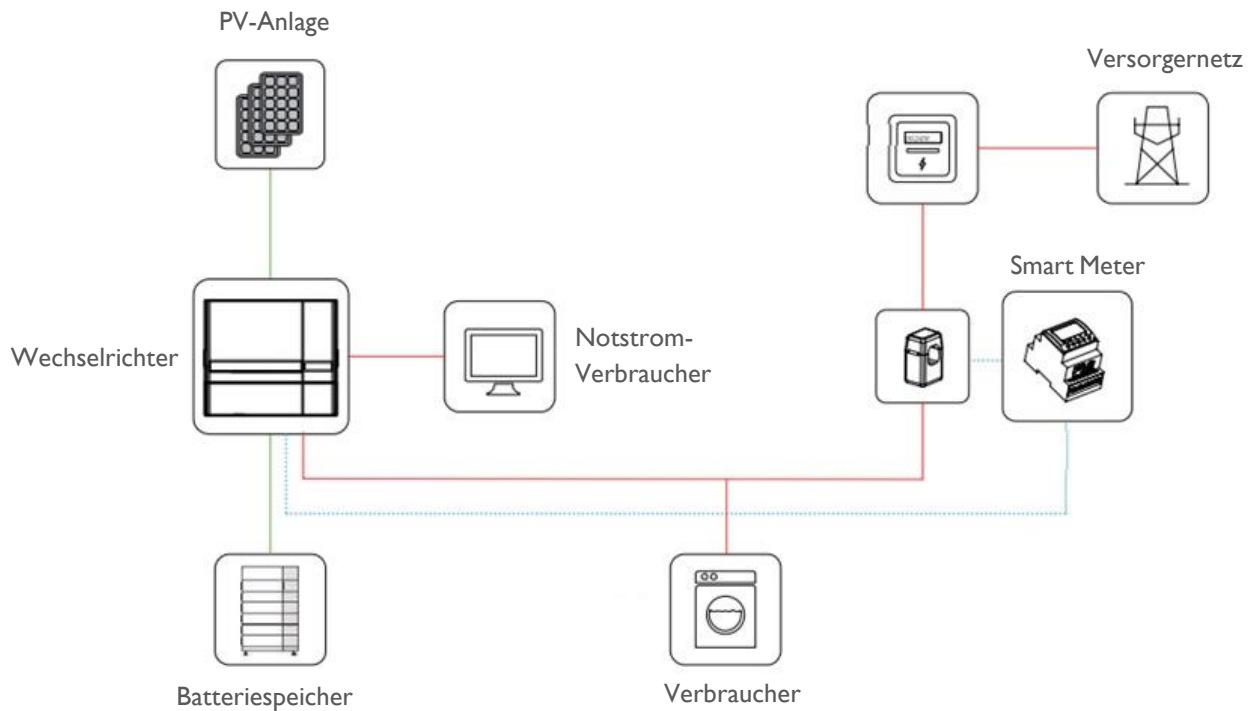 PV-Anlage
Versorgernetz
Smart Meter
Wechselrichter
Notstrom-
Verbraucher
Batteriespeicher
Verbraucher